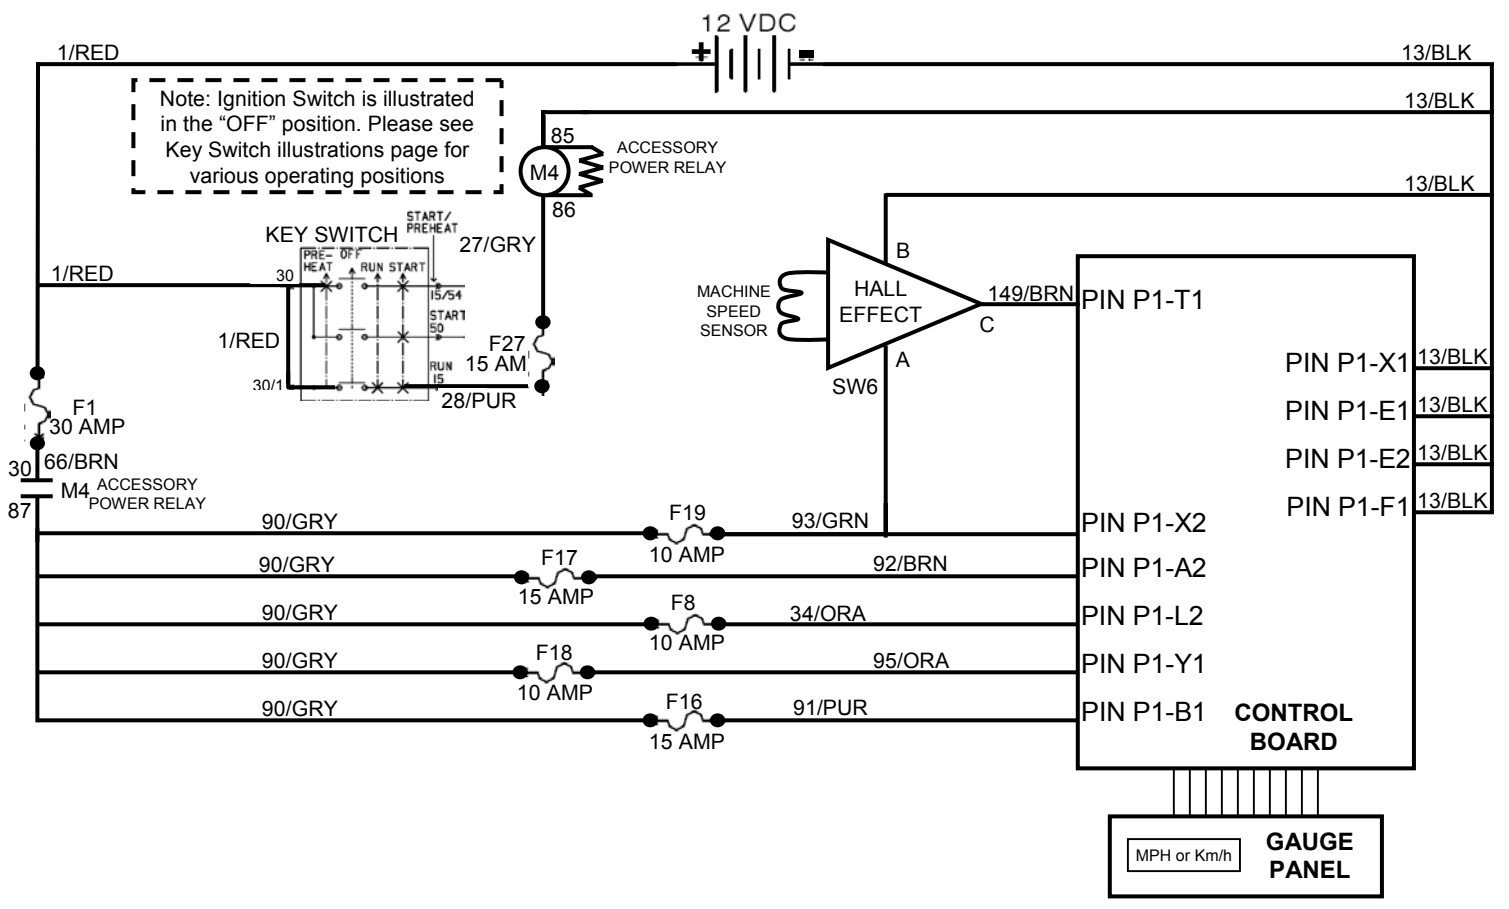 12 VDC
1/RED
+
-
13/BLK
Note: Ignition Switch is illustrated
in the “OFF” position. Please see
Key Switch illustrations page for
various operating positions
13/BLK
85
M4
ACCESSORY
POWER RELAY
86
13/BLK
START/
PREHEAT
KEY SWITCH
27/GRY
PRE-
HEAT
OFF
RUN
START
1/RED
30
15/54
START
50
1/RED
RUN
15
30/1
28/PUR
F27
15 AM
B
MACHINE
SPEED
SENSOR
HALL
EFFECT
149/BRN
C
A
SW6
PIN P1-T1
PIN P1-X1
13/BLK
PIN P1-E1
13/BLK
PIN P1-E2
13/BLK
PIN P1-F1
13/BLK
F1
30 AMP
66/BRN
30
M4
ACCESSORY
POWER RELAY
87
90/GRY
F19
10 AMP
93/GRN
PIN P1-X2
90/GRY
F17
15 AMP
92/BRN
PIN P1-A2
90/GRY
F8
10 AMP
34/ORA
PIN P1-L2
90/GRY
F18
10 AMP
95/ORA
PIN P1-Y1
90/GRY
F16
15 AMP
91/PUR
PIN P1-B1
CONTROL
BOARD
MPH or Km/h
GAUGE
PANEL